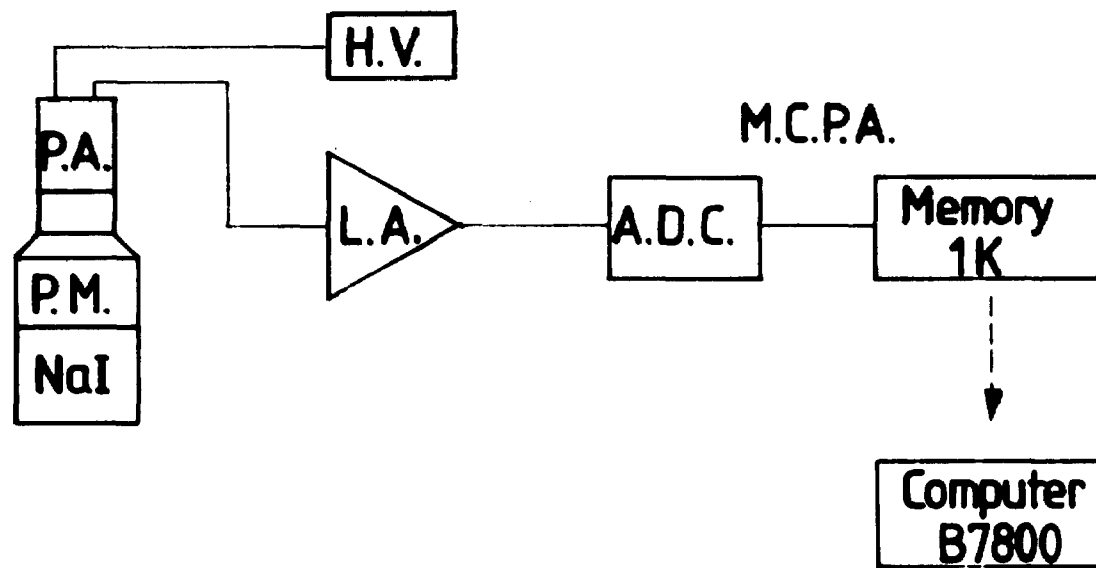 H.V.
P.A.
M.C.P.A.
L.A.
A.D.C.
Memory
1K
P.M.
NaI
Computer
B7800